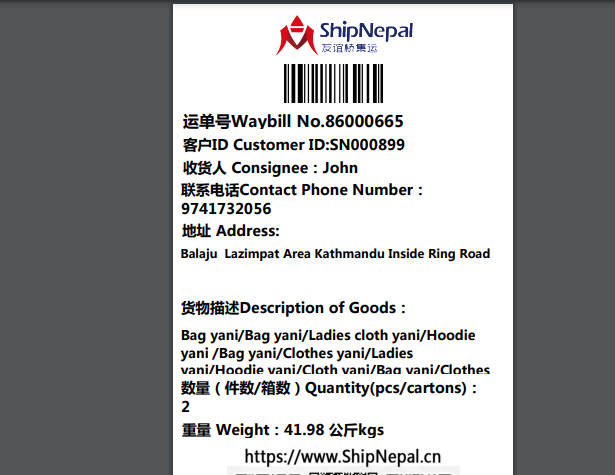 ShipNepal
友谊桥集运
运单号Waybill No.86000665
客户ID Customer ID:SN000899
收货人 Consignee：John
联系电话Contact Phone Number：
9741732056
地址 Address:
Balaju  Lazimpat Area Kathmandu Inside Ring Road
货物描述Description of Goods：
Bag yani/Bag yani/Ladies cloth yani/Hoodie
yani /Bag yani/Clothes yani/Ladies
yani/Hoodie yani/Cloth yani/Bag yani/Clothes
数量（件数/箱数）Quantity(pcs/cartons)：
2
重量 Weight：41.98 公斤kgs
https://www.ShipNepal.cn